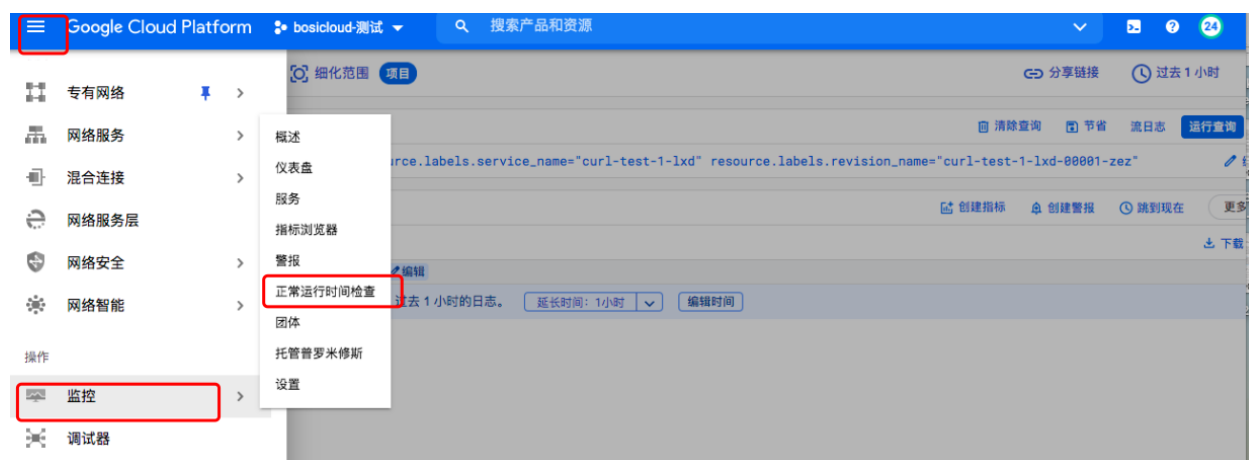 Google Cloud Platform bosicloud-测试 搜索产品和资源 24
细化范围 项目 分享链接 过去 1 小时
专有网络
清除查询 节省 流日志 运行查询
网络服务
概述
urce.labels.service_name="curl-test-1-lxd" resource.labels.revision_name="curl-test-1-lxd-00001-zez"
仪表盘
混合连接
服务
创建指标 创建警报 跳到现在 更多
网络服务层
指标浏览器
下载
网络安全
警报
编辑
正常运行时间检查
过去 1 小时的日志。 延长时间：1小时 编辑时间
网络智能
团体
操作
托管普罗米修斯
设置
监控
调试器